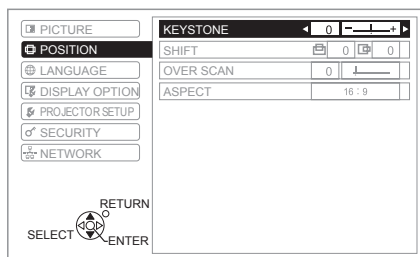 PICTURE
POSITION
LANGUAGE
DISPLAY OPTION
PROJECTOR SETUP
SECURITY
NETWORK
KEYSTONE 0 - +
SHIFT 0 0
OVER SCAN 0
ASPECT 16:9
RETURN
SELECT
ENTER